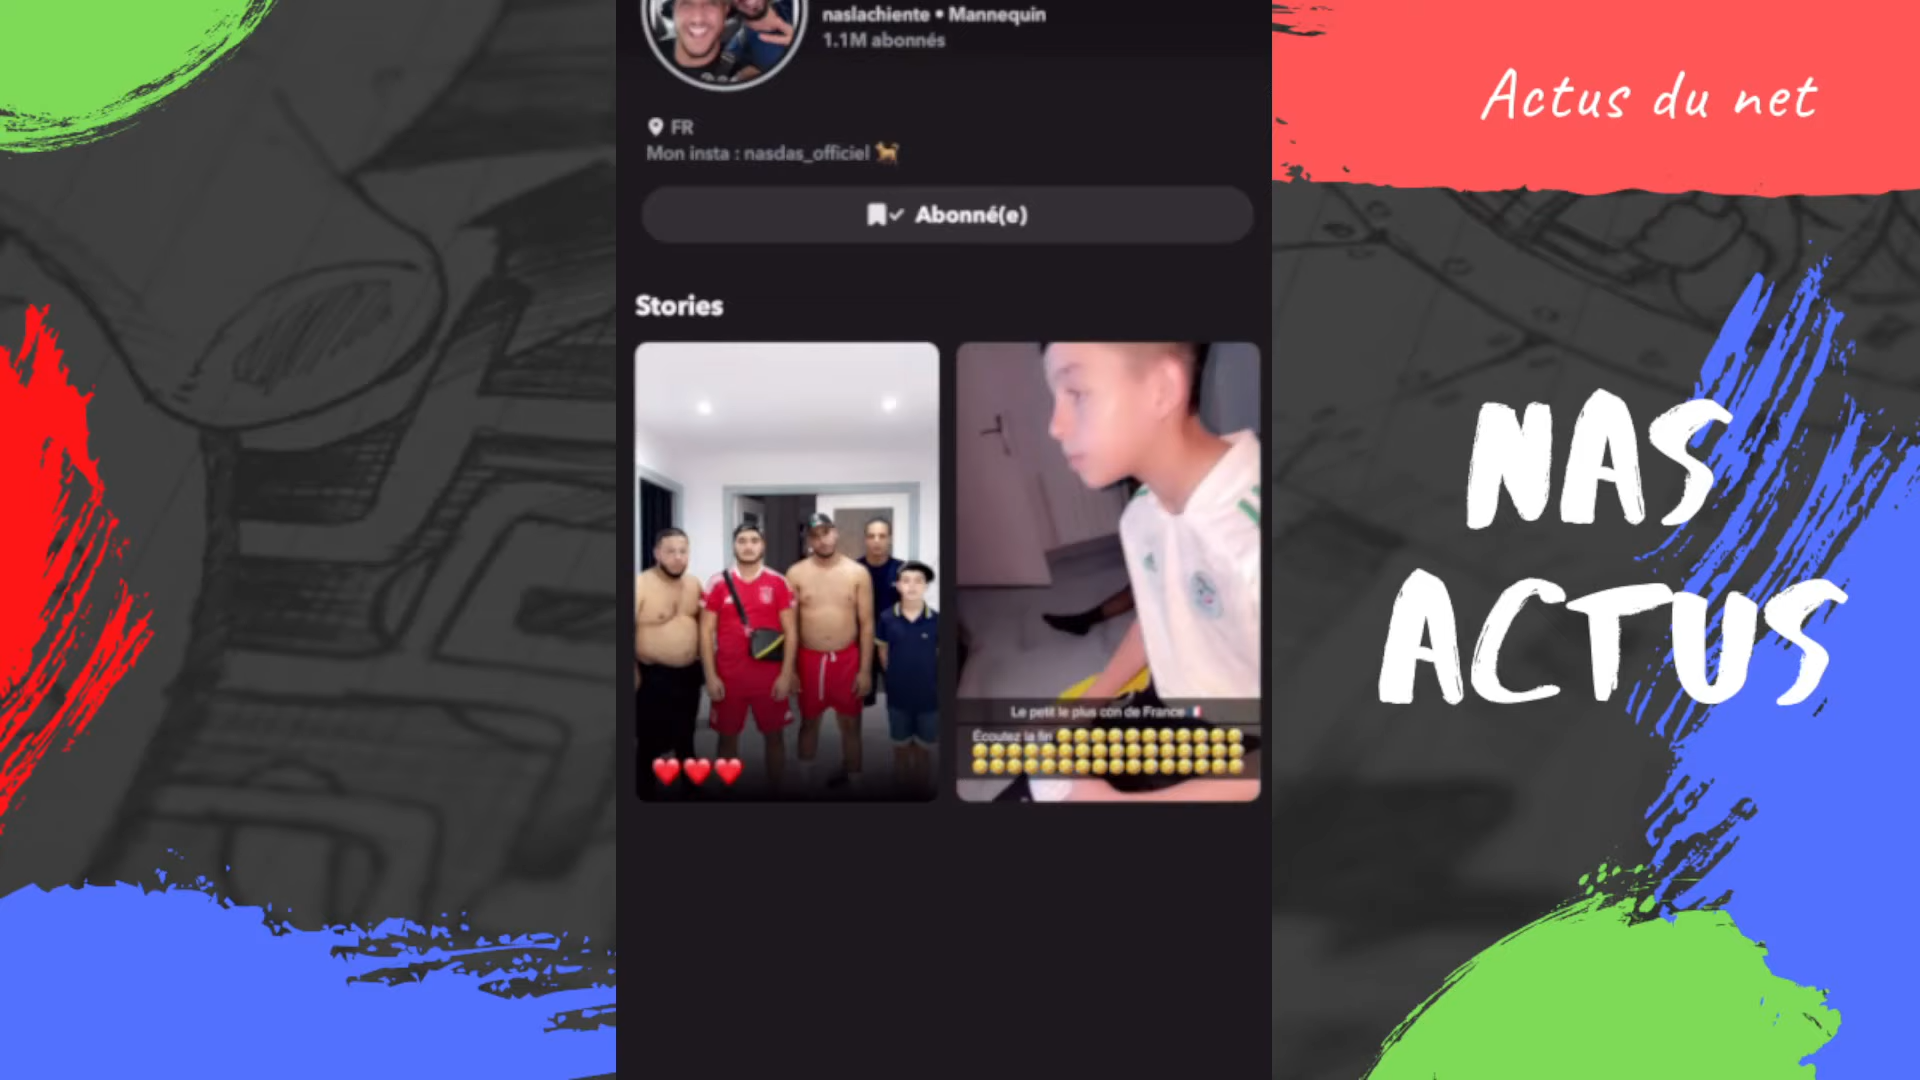 naslachiente • Mannequin
1.1M abonnés
FR
Mon insta : nasdas_officiel 🐕
Abonné(e)
Stories
❤️❤️❤️
Le petit le plus con de France 🇫🇷
Écoutez la fin
Actus du net
NAS
ACTUS